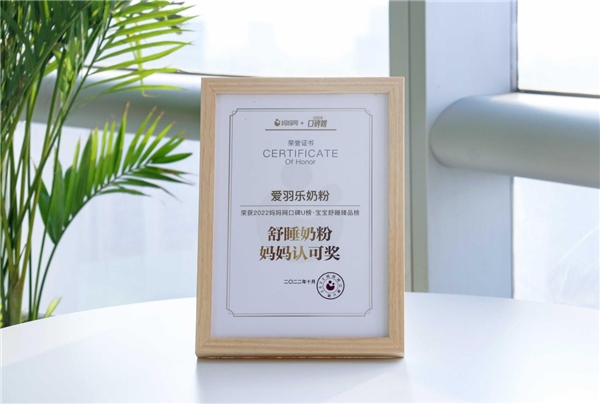 妈妈网 + 口碑榜
荣誉证书
CERTIFICATE
Of Honor
爱羽乐奶粉
荣获2022妈妈网口碑U榜·宝宝舒睡臻品榜
舒睡奶粉
妈妈认可奖
二〇二二年十月